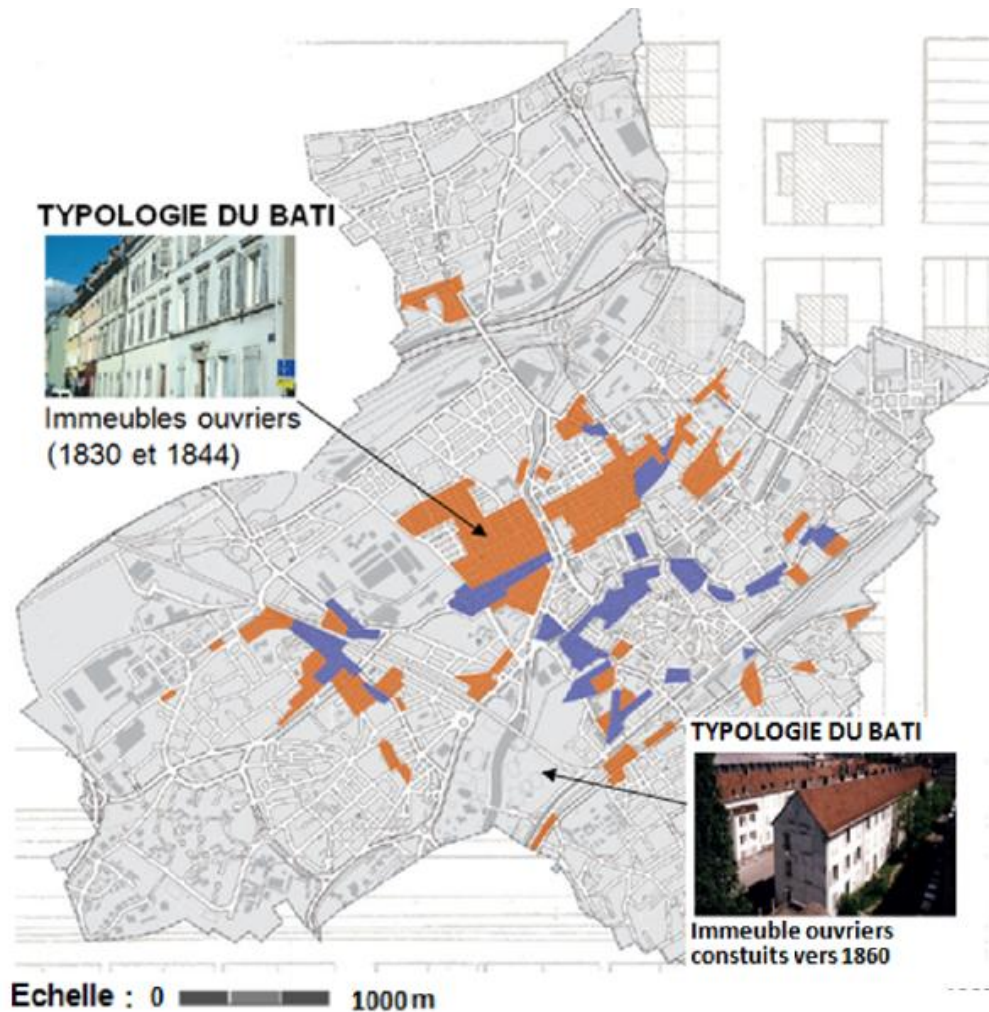 TYPOLOGIE DU BATI
Immeubles ouvriers
(1830 et 1844)
TYPOLOGIE DU BATI
Immeuble ouvriers
constuits vers 1860
Echelle : 0 1000 m